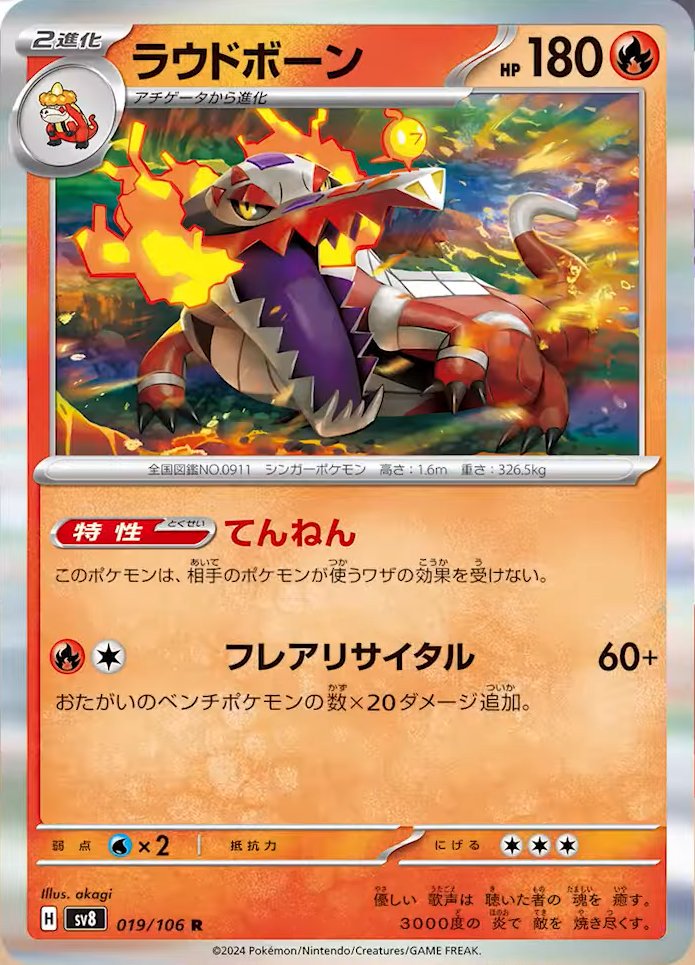 2進化 ラウドボーン HP 180
アチゲータから進化
全国図鑑NO.0911 シンガーポケモン 高さ：1.6m 重さ：326.5kg
特性 とくせい てんねん
このポケモンは、相手のポケモンが使うワザの効果を受けない。
フレアリサイタル 60+
おたがいのベンチポケモンの数×20ダメージ追加。
弱点 ×2 抵抗力 にげる
Illus. akagi
優しい 歌声は 聴いた者の 魂を 癒す。
3000度の 炎で 敵を 焼き尽くす。
H sv8 019/106 R
©2024 Pokémon/Nintendo/Creatures/GAME FREAK.